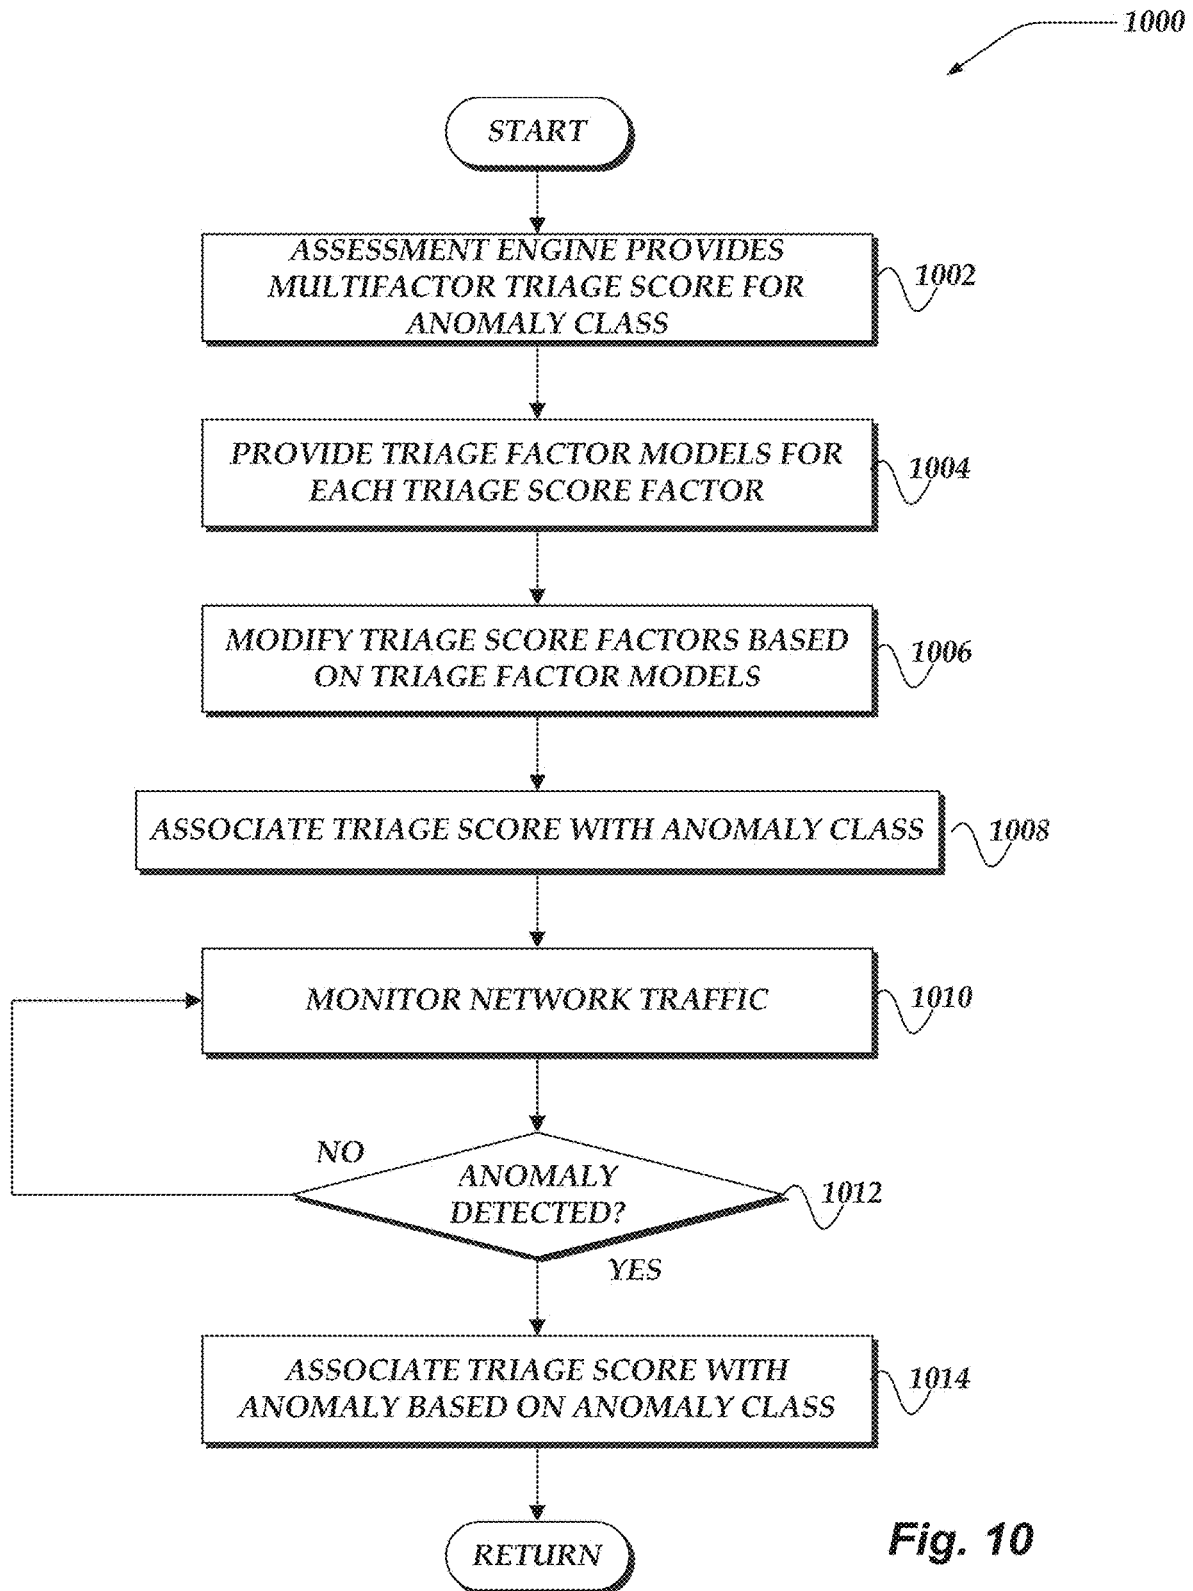 1000
START
ASSESSMENT ENGINE PROVIDES
MULTIFACTOR TRIAGE SCORE FOR
ANOMALY CLASS
1002
PROVIDE TRIAGE FACTOR MODELS FOR
EACH TRIAGE SCORE FACTOR
1004
MODIFY TRIAGE SCORE FACTORS BASED
ON TRIAGE FACTOR MODELS
1006
ASSOCIATE TRIAGE SCORE WITH ANOMALY CLASS
1008
MONITOR NETWORK TRAFFIC
1010
NO
ANOMALY
DETECTED?
1012
YES
ASSOCIATE TRIAGE SCORE WITH
ANOMALY BASED ON ANOMALY CLASS
1014
RETURN
Fig. 10